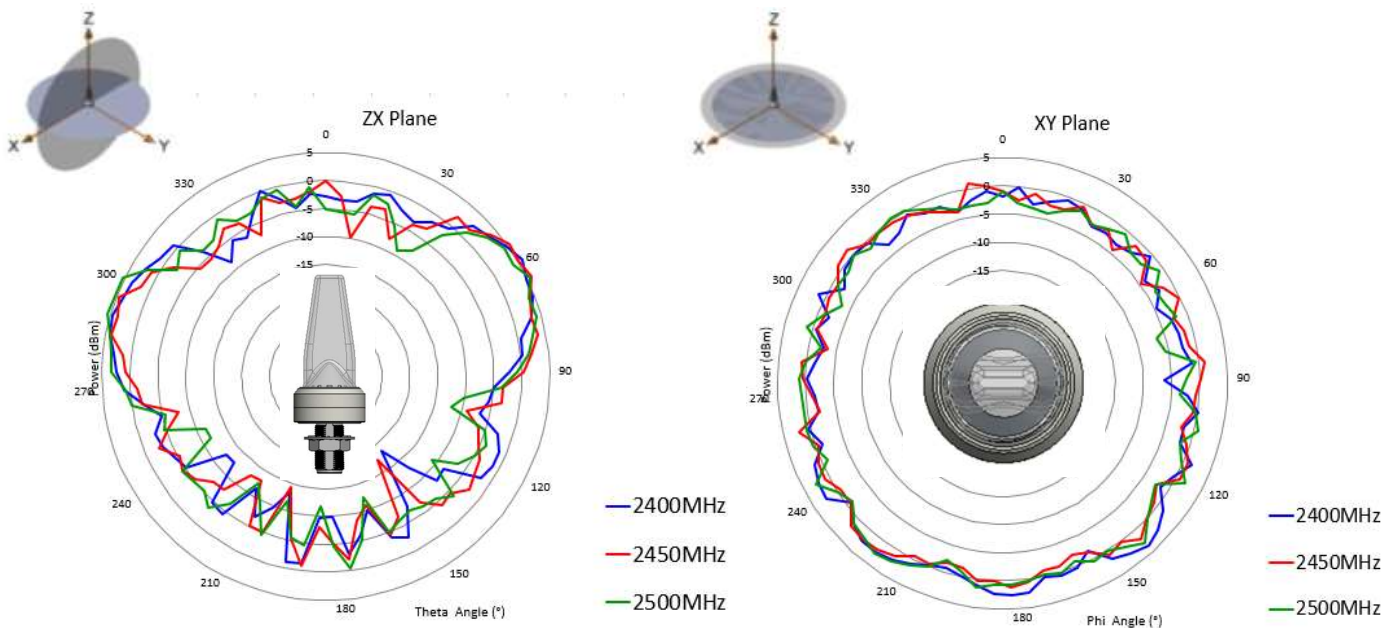 Z
X
Y
ZX Plane
0
30
60
90
120
150
180
210
240
270
300
330
5
0
-5
-10
-15
Power (dBm)
Theta Angle (°)
2400MHz
2450MHz
2500MHz
Z
X
Y
XY Plane
0
30
60
90
120
150
180
210
240
270
300
330
5
0
-5
-10
-15
Power (dBm)
Phi Angle (°)
2400MHz
2450MHz
2500MHz